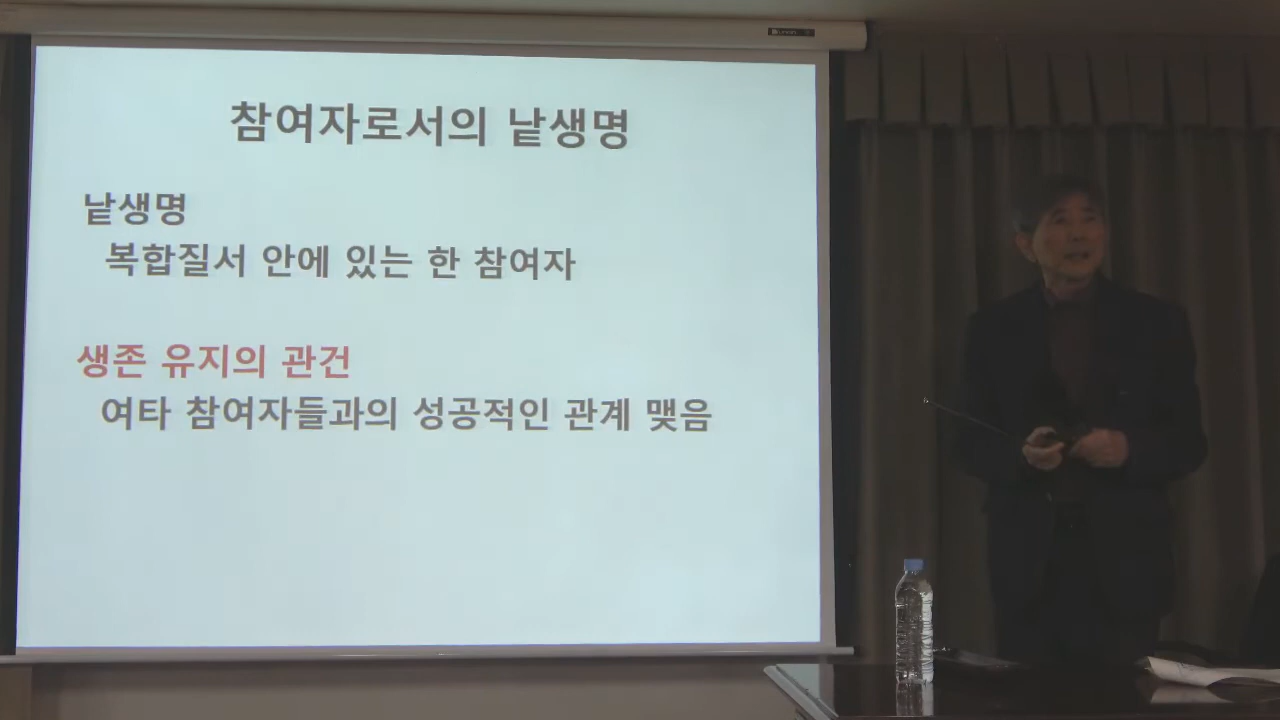 참여자로서의 낱생명
낱생명
복합질서 안에 있는 한 참여자
생존 유지의 관건
여타 참여자들과의 성공적인 관계 맺음